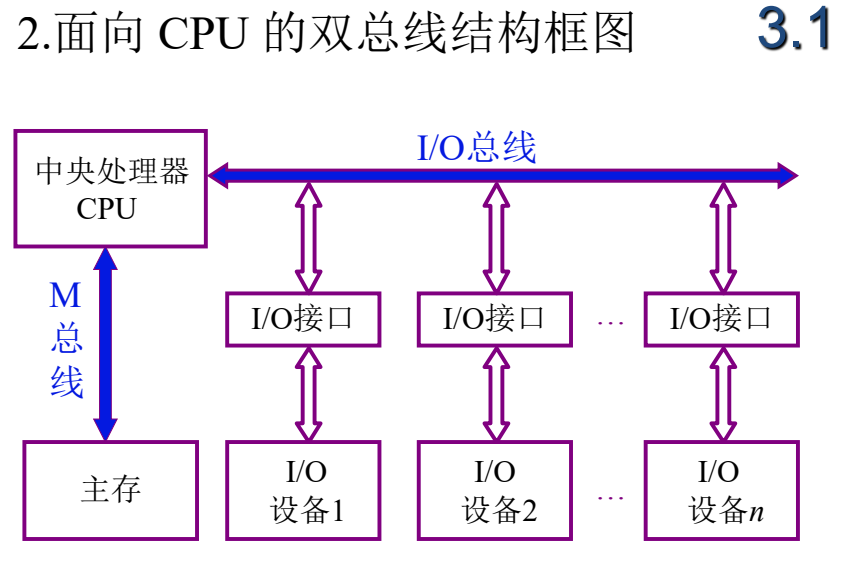 2.面向 CPU 的双总线结构框图
3.1
中央处理器
CPU
I/O总线
M
总
线
I/O接口
I/O接口
…
I/O接口
主存
I/O
设备1
I/O
设备2
…
I/O
设备n